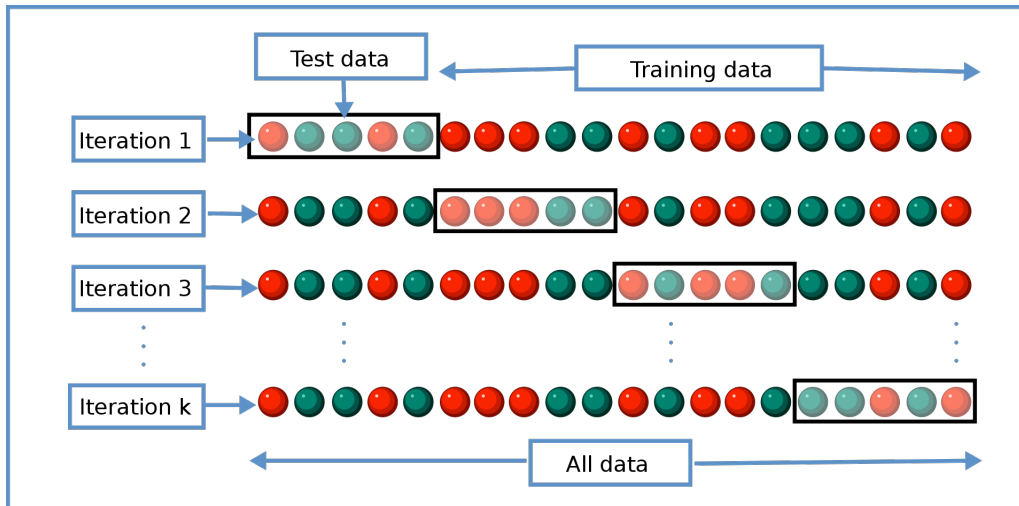 Test data
Training data
Iteration 1
Iteration 2
Iteration 3
Iteration k
All data